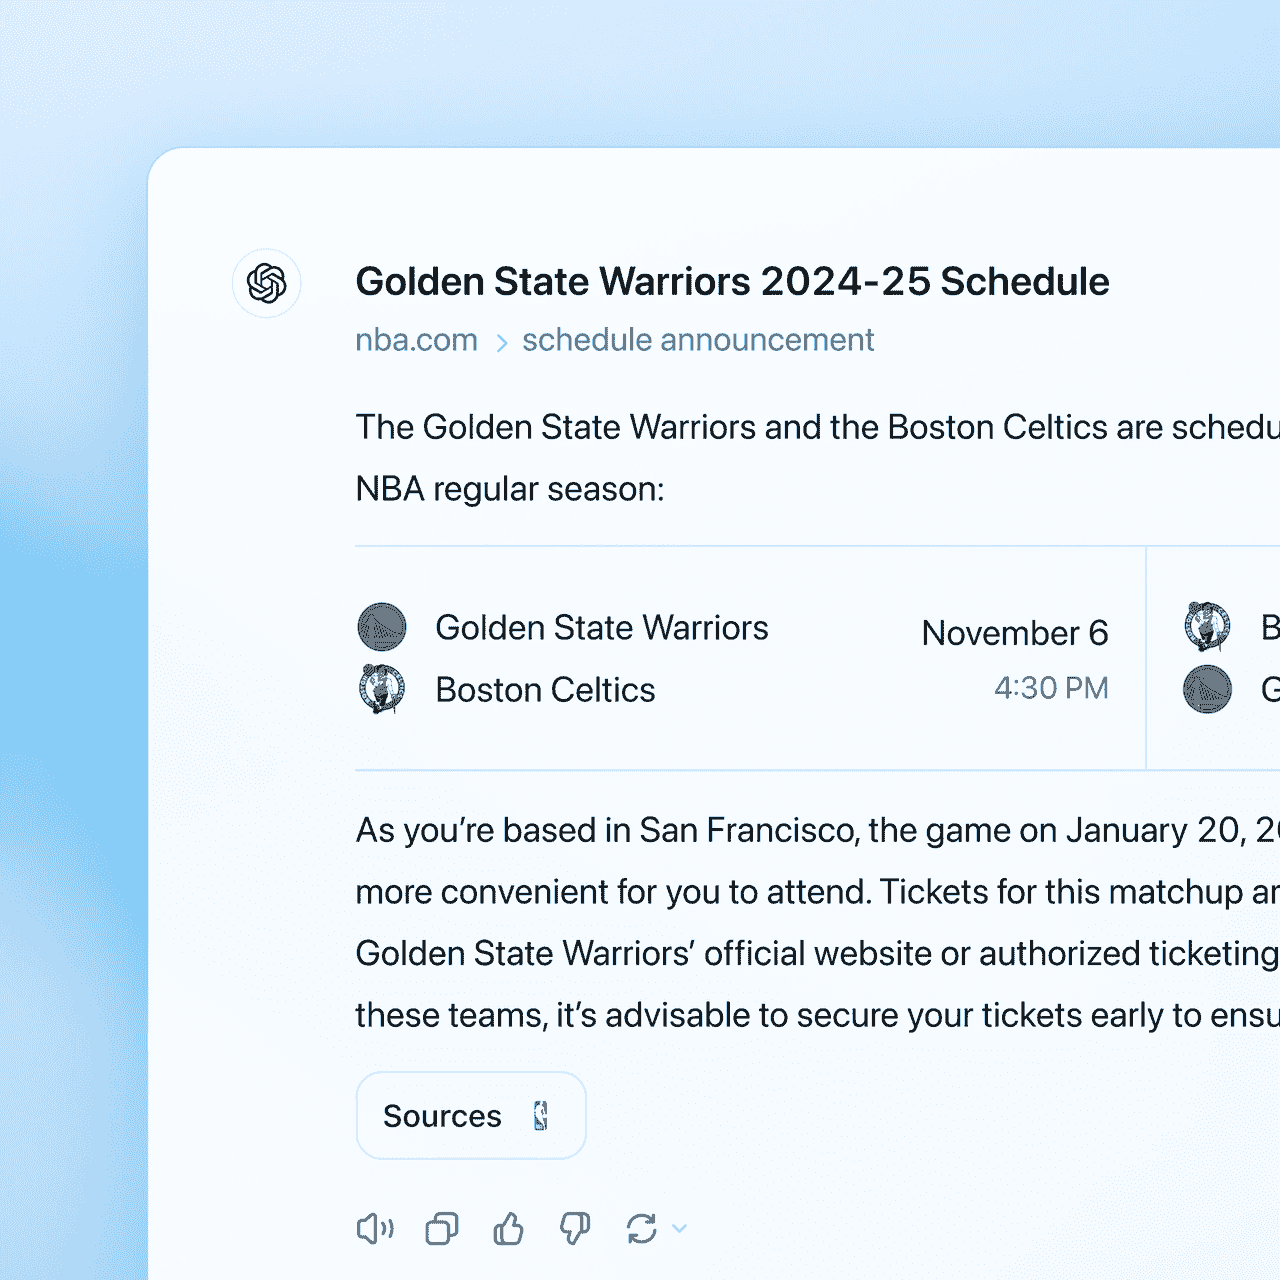 Golden State Warriors 2024-25 Schedule
nba.com > schedule announcement
The Golden State Warriors and the Boston Celtics are schedu
NBA regular season:
Golden State Warriors
Boston Celtics
November 6
4:30 PM
B
G
As you’re based in San Francisco, the game on January 20, 20
more convenient for you to attend. Tickets for this matchup ar
Golden State Warriors’ official website or authorized ticketing
these teams, it’s advisable to secure your tickets early to ensu
Sources